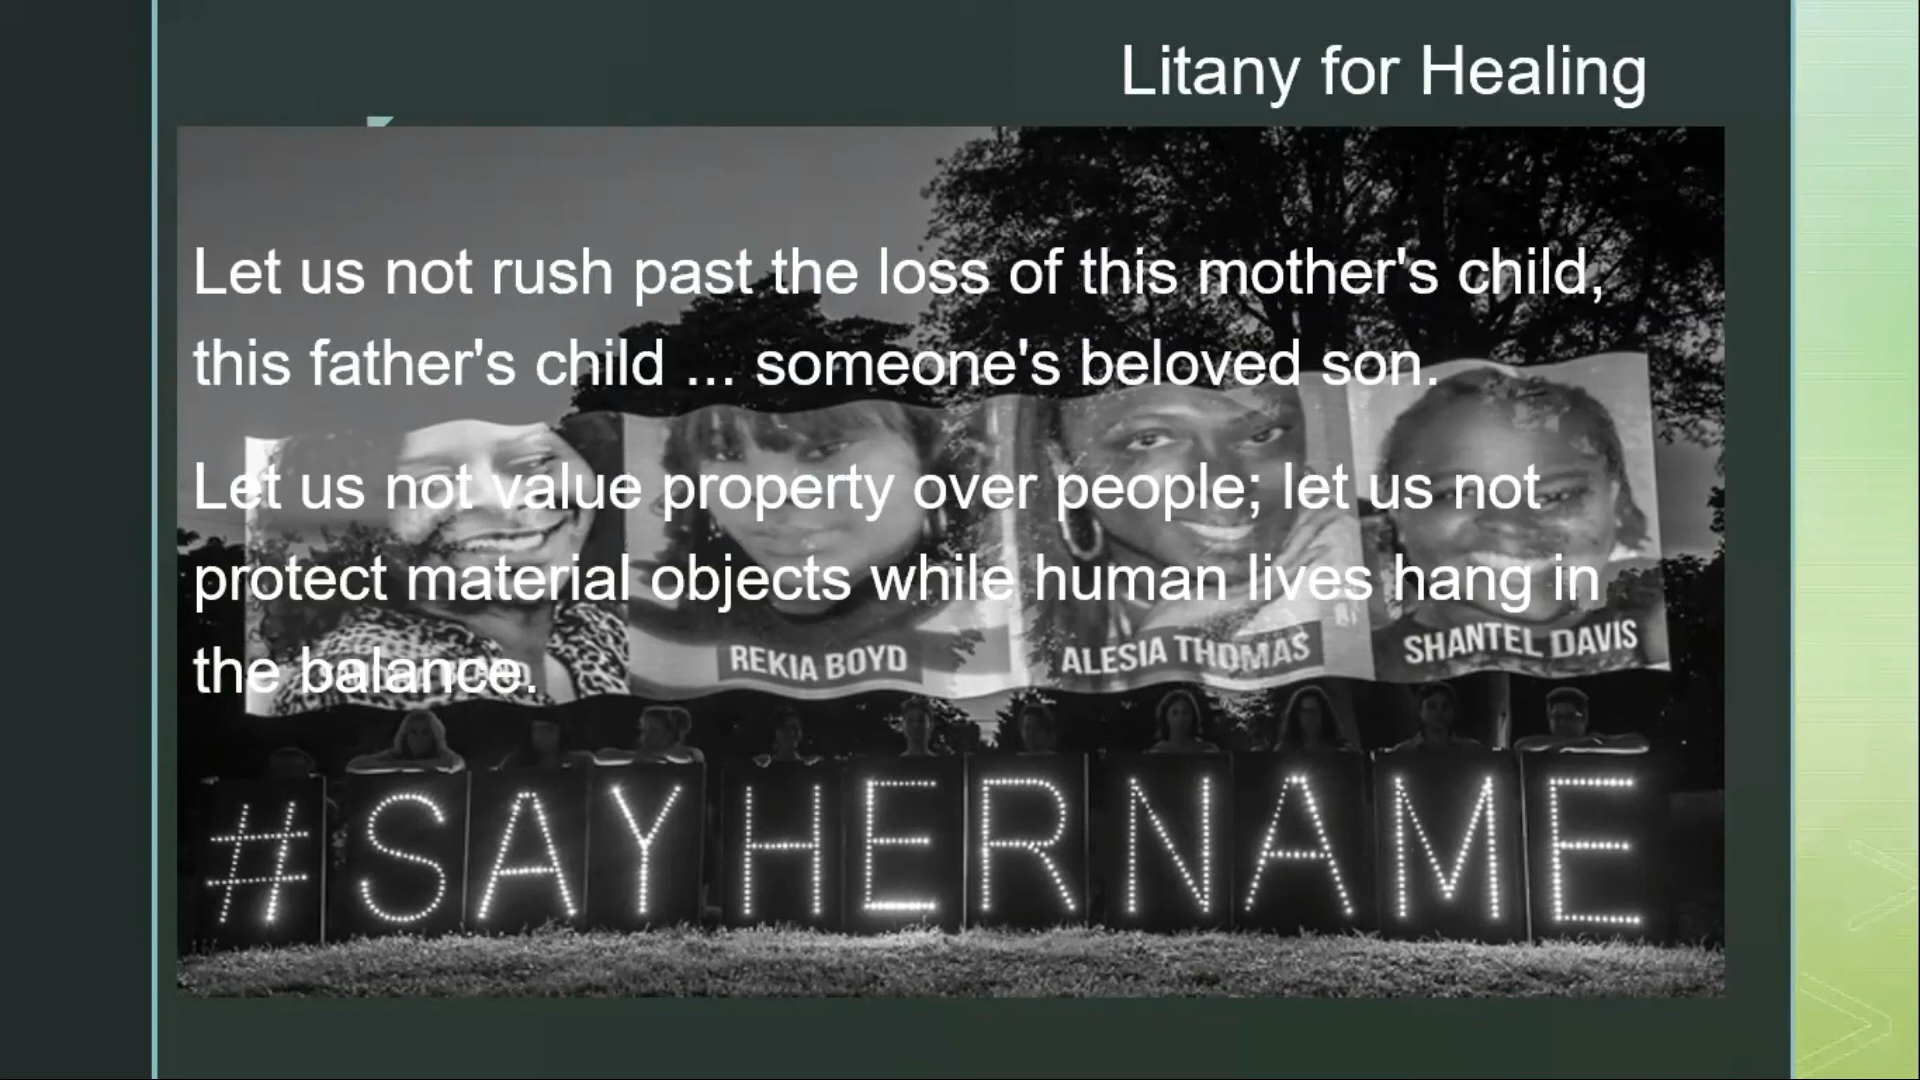 Litany for Healing
Let us not rush past the loss of this mother's child,
this father's child ... someone's beloved son.
Let us not value property over people; let us not
protect material objects while human lives hang in
the balance.
REKIA BOYD
ALESIA THOMAS
SHANTEL DAVIS
#SAYHERNAME